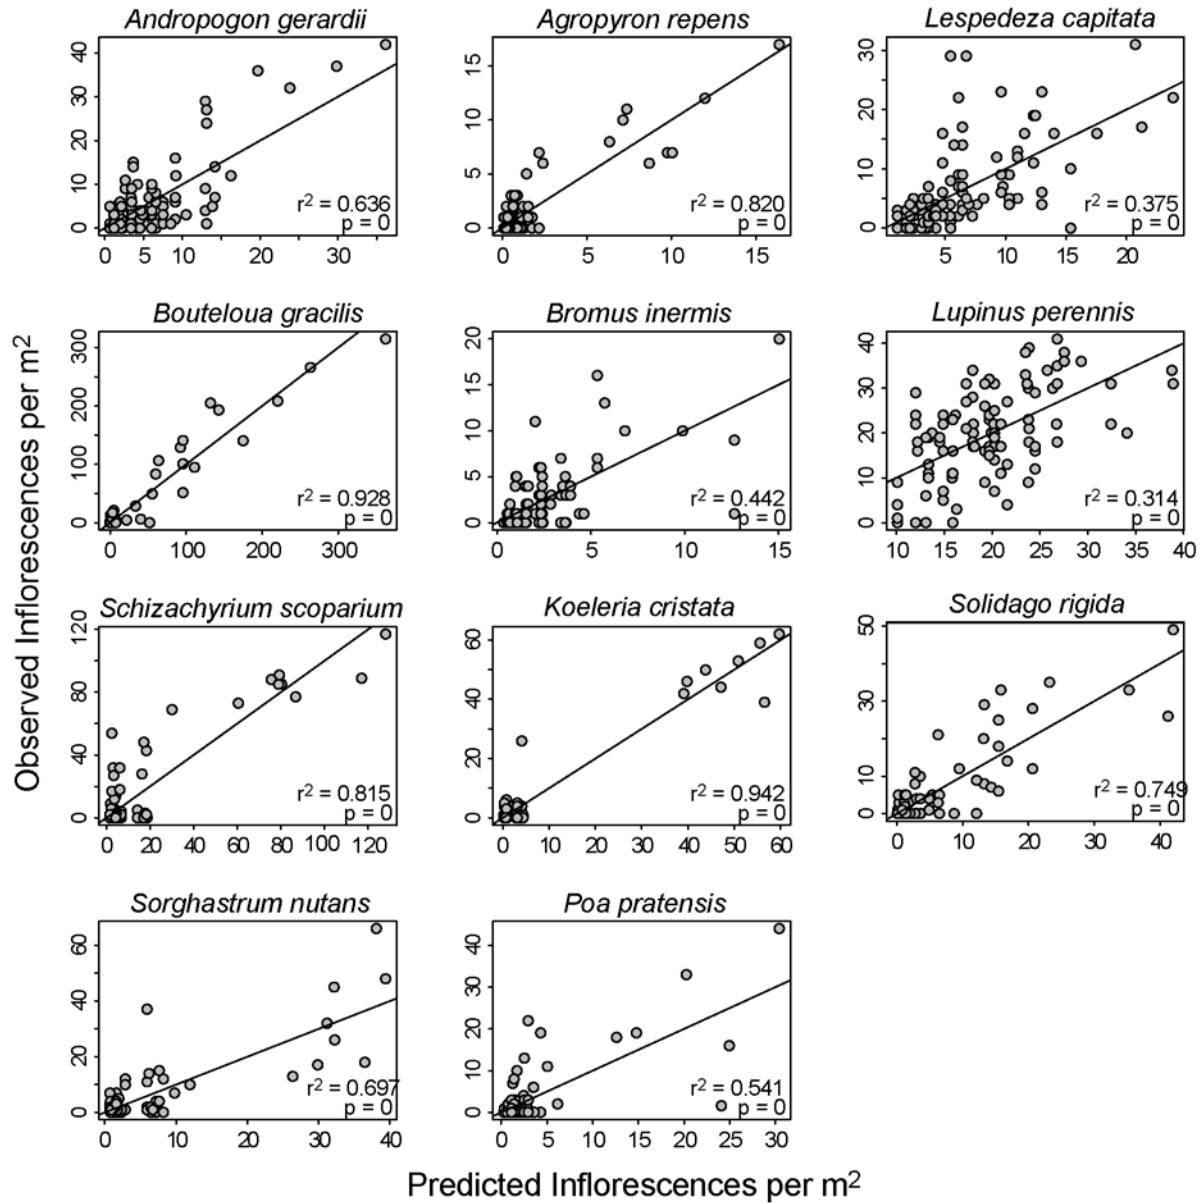 Andropogon gerardii
40
30
20
10
0
0 5 10 20 30
r2 = 0.636
p = 0
Agropyron repens
15
10
5
0
0 5 10 15
r2 = 0.820
p = 0
Lespedeza capitata
30
20
10
0
0 5 10 20
r2 = 0.375
p = 0
Observed Inflorescences per m2
Bouteloua gracilis
300
200
100
50
0
0 100 200 300
r2 = 0.928
p = 0
Bromus inermis
20
15
10
5
0
0 5 10 15
r2 = 0.442
p = 0
Lupinus perennis
40
30
20
10
0
10 15 20 25 30 35 40
r2 = 0.314
p = 0
Schizachyrium scoparium
120
80
40
0
0 20 40 60 80 100 120
r2 = 0.815
p = 0
Koeleria cristata
60
40
20
0
0 10 20 30 40 50 60
r2 = 0.942
p = 0
Solidago rigida
50
30
10
0
0 10 20 30 40
r2 = 0.749
p = 0
Sorghastrum nutans
60
40
20
0
0 10 20 30 40
r2 = 0.697
p = 0
Poa pratensis
40
30
20
10
0
0 5 10 15 20 25 30
r2 = 0.541
p = 0
Predicted Inflorescences per m2